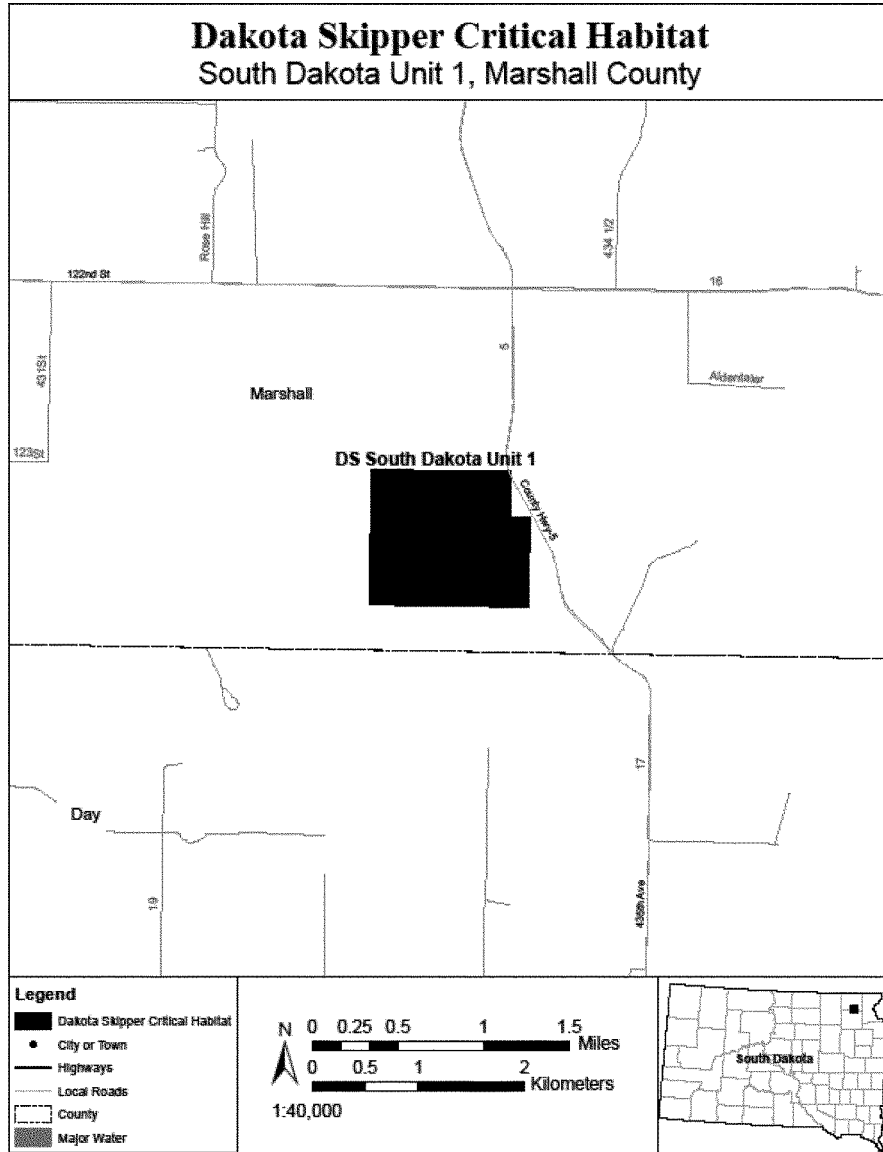 Dakota Skipper Critical Habitat
South Dakota Unit 1, Marshall County
Rose Hill
434 1/2
122nd St
16
431St
5
Marshall
123St
DS South Dakota Unit 1
County Hwy-5
17
Day
19
Legend
Dakota Skipper Critical Habitat
City or Town
Highways
Local Roads
County
Major Water
N
0 0.25 0.5 1 1.5
Miles
0 0.5 1 2
Kilometers
1:40,000
South Dakota